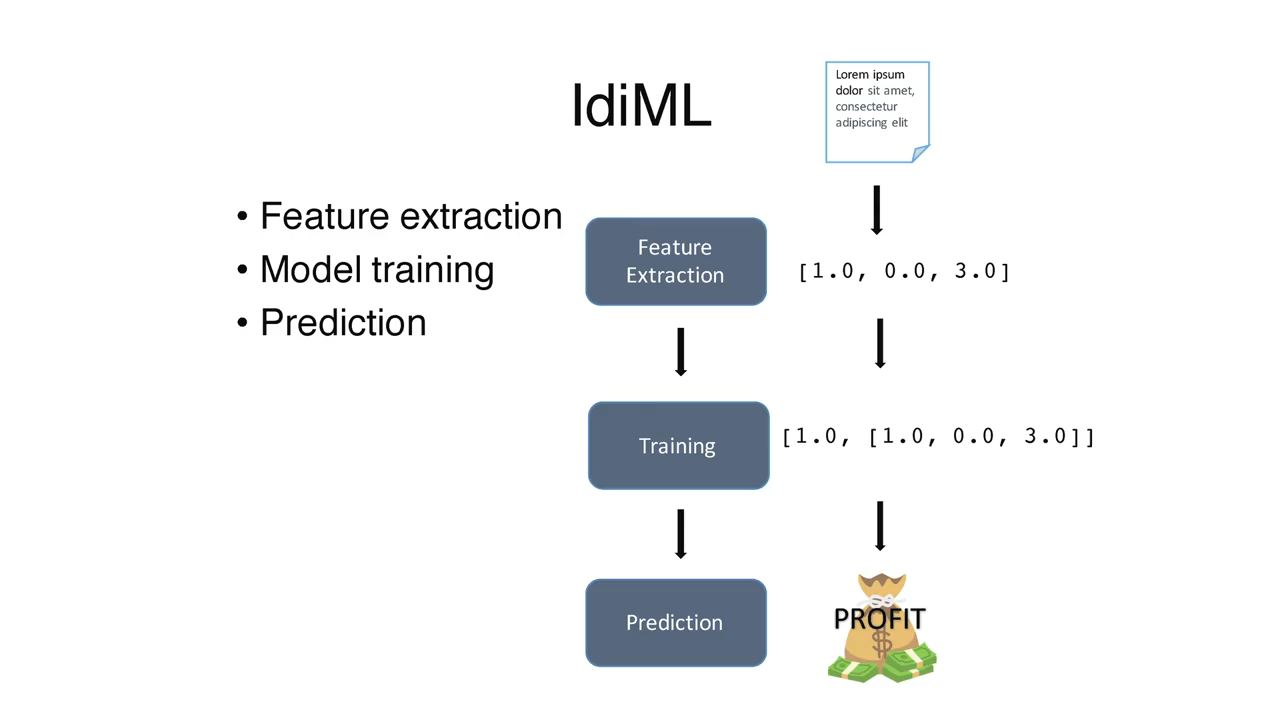 IdiML
• Feature extraction
• Model training
• Prediction
Lorem ipsum
dolor sit amet,
consectetur
adipiscing elit
Feature
Extraction
[1.0, 0.0, 3.0]
Training
[1.0, [1.0, 0.0, 3.0]]
Prediction
PROFIT
$